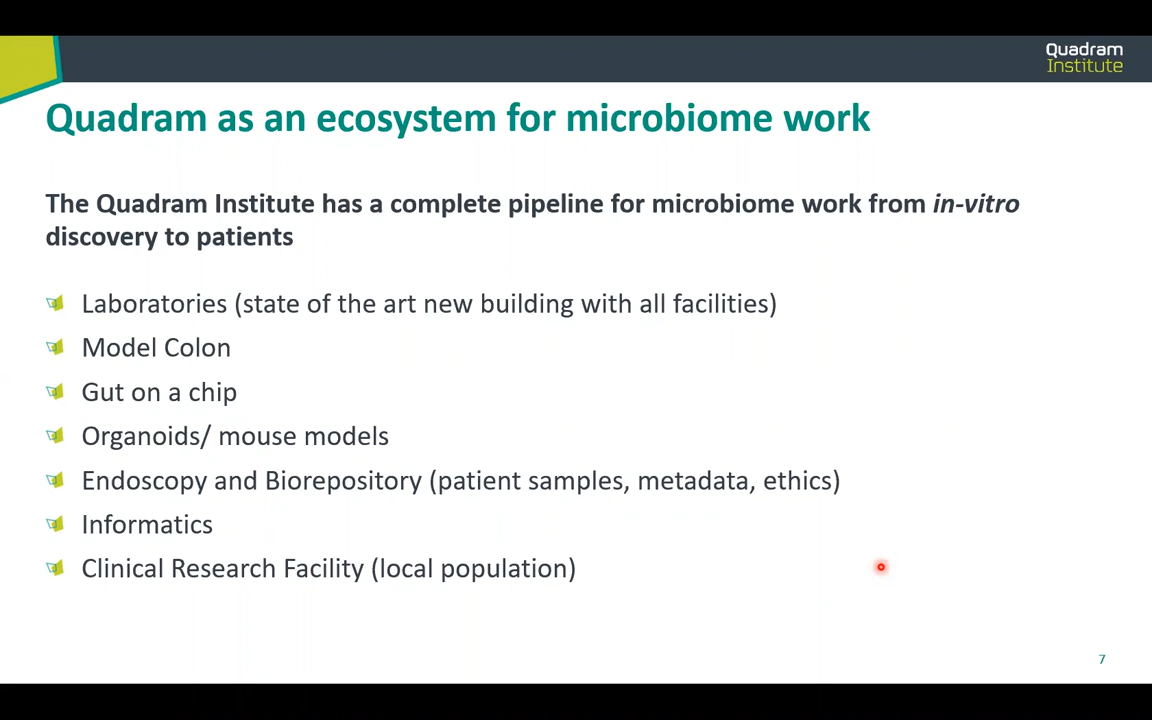 Quadram
Institute
Quadram as an ecosystem for microbiome work
The Quadram Institute has a complete pipeline for microbiome work from in-vitro
discovery to patients
Laboratories (state of the art new building with all facilities)
Model Colon
Gut on a chip
Organoids/ mouse models
Endoscopy and Biorepository (patient samples, metadata, ethics)
Informatics
Clinical Research Facility (local population)
7